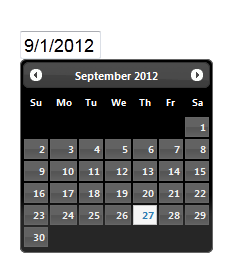 9/1/2012
September 2012
Su Mo Tu We Th Fr Sa
1
2 3 4 5 6 7 8
9 10 11 12 13 14 15
16 17 18 19 20 21 22
23 24 25 26 27 28 29
30